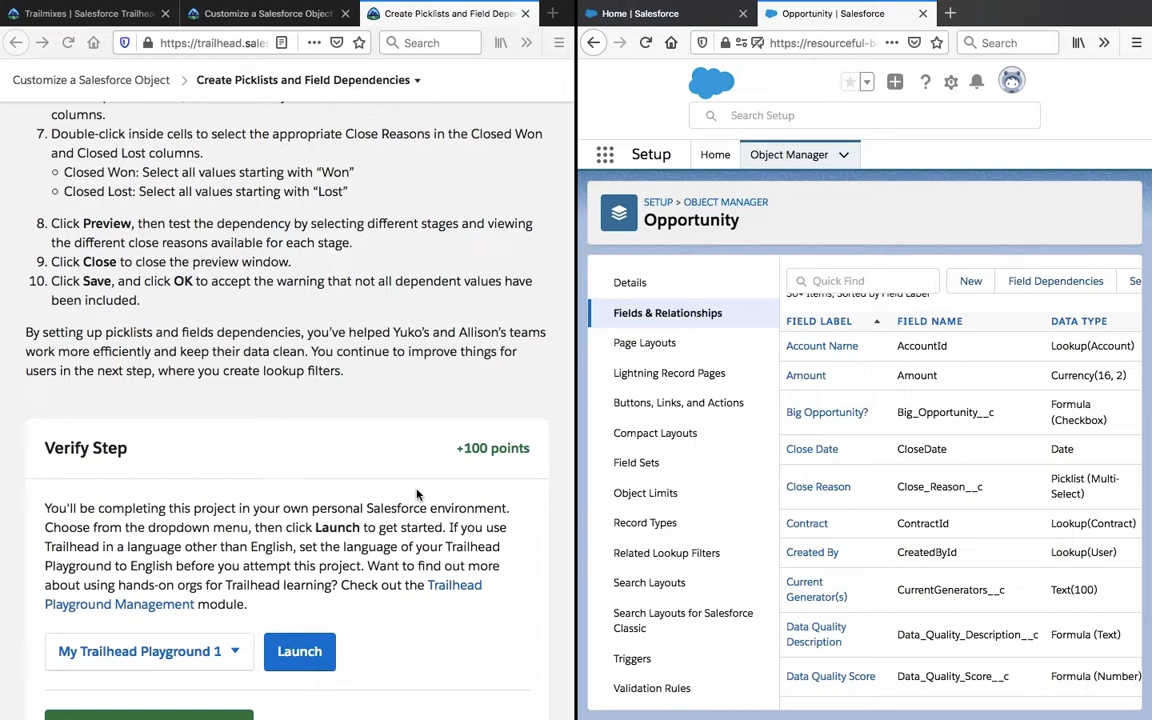 Trailmixes | Salesforce Trailhea
Customize a Salesforce Object
Create Picklists and Field Depen
https://trailhead.sale
Search
Customize a Salesforce Object
Create Picklists and Field Dependencies
columns.
7. Double-click inside cells to select the appropriate Close Reasons in the Closed Won
and Closed Lost columns.
Closed Won: Select all values starting with “Won”
Closed Lost: Select all values starting with “Lost”
8. Click Preview, then test the dependency by selecting different stages and viewing
the different close reasons available for each stage.
9. Click Close to close the preview window.
10. Click Save, and click OK to accept the warning that not all dependent values have
been included.
By setting up picklists and fields dependencies, you’ve helped Yuko’s and Allison’s teams
work more efficiently and keep their data clean. You continue to improve things for
users in the next step, where you create lookup filters.
Verify Step
+100 points
You'll be completing this project in your own personal Salesforce environment.
Choose from the dropdown menu, then click Launch to get started. If you use
Trailhead in a language other than English, set the language of your Trailhead
Playground to English before you attempt this project. Want to find out more
about using hands-on orgs for Trailhead learning? Check out the Trailhead
Playground Management module.
My Trailhead Playground 1
Launch
Home | Salesforce
Opportunity | Salesforce
https://resourceful-b
Search
Search Setup
Setup
Home
Object Manager
SETUP > OBJECT MANAGER
Opportunity
Details
Fields & Relationships
Page Layouts
Lightning Record Pages
Buttons, Links, and Actions
Compact Layouts
Field Sets
Object Limits
Record Types
Related Lookup Filters
Search Layouts
Search Layouts for Salesforce
Classic
Triggers
Validation Rules
Quick Find
New
Field Dependencies
Se
50+ Items, Sorted by Field Label
FIELD LABEL FIELD NAME DATA TYPE
Account Name AccountId Lookup(Account)
Amount Amount Currency(16, 2)
Big Opportunity? Big_Opportunity__c Formula
(Checkbox)
Close Date CloseDate Date
Close Reason Close_Reason__c Picklist (Multi-
Select)
Contract ContractId Lookup(Contract)
Created By CreatedById Lookup(User)
Current
Generator(s) CurrentGenerators__c Text(100)
Data Quality
Description Data_Quality_Description__c Formula (Text)
Data Quality Score Data_Quality_Score__c Formula (Number)